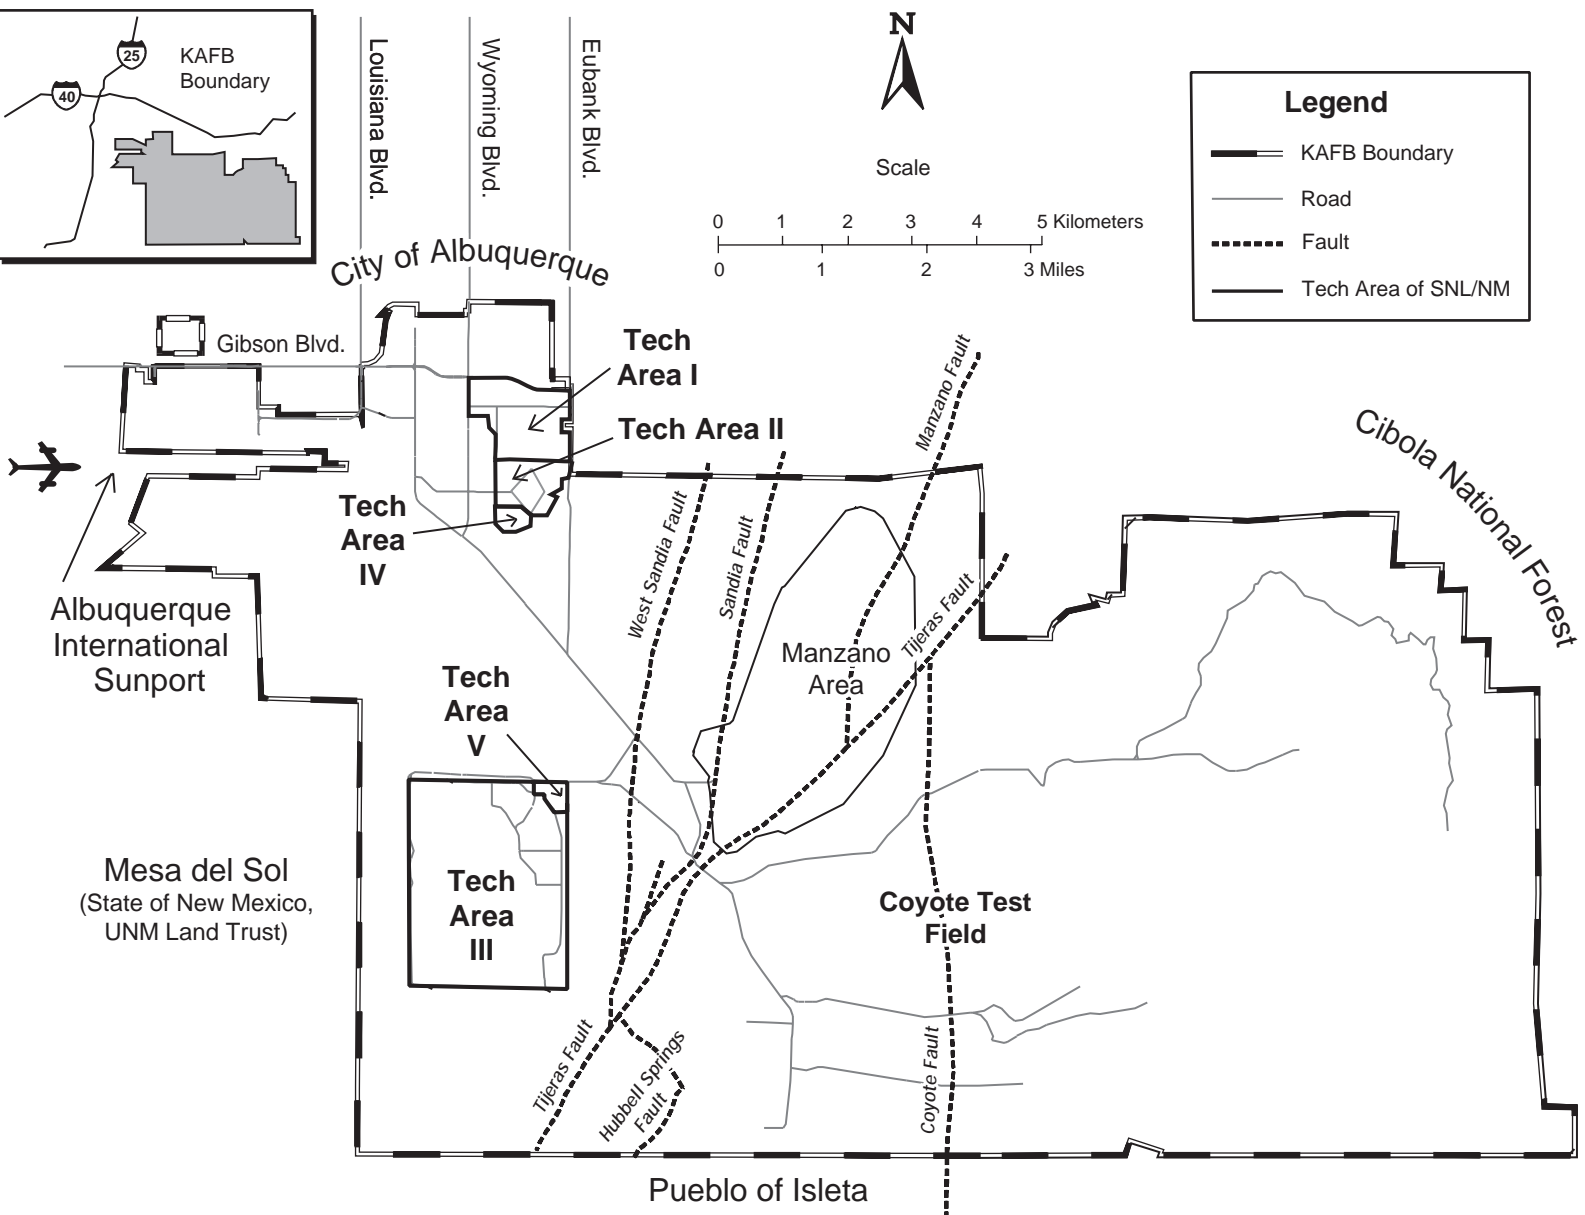 25
KAFB
Boundary
40
Louisiana Blvd.
Wyoming Blvd.
Eubank Blvd.
N
Scale
0 1 2 3 4 5 Kilometers
0 1 2 3 Miles
Legend
KAFB Boundary
Road
Fault
Tech Area of SNL/NM
City of Albuquerque
Gibson Blvd.
Tech
Area I
Tech Area II
Tech
Area
IV
Albuquerque
International
Sunport
West Sandia Fault
Sandia Fault
Manzano Fault
Tijeras Fault
Manzano
Area
Cibola National Forest
Tech
Area
V
Mesa del Sol
(State of New Mexico,
UNM Land Trust)
Tech
Area
III
Coyote Test
Field
Tijeras Fault
Hubbell Springs
Fault
Coyote Fault
Pueblo of Isleta